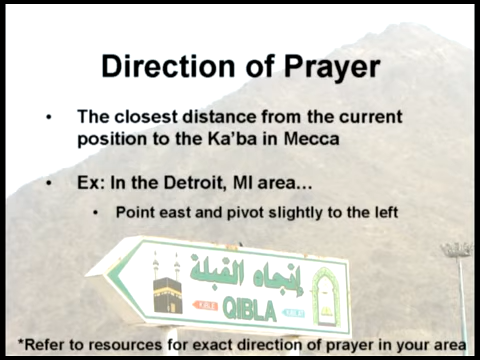 Direction of Prayer
• The closest distance from the current
position to the Ka'ba in Mecca
• Ex: In the Detroit, MI area…
• Point east and pivot slightly to the left
إتجاه القبلة
QIBLA
*Refer to resources for exact direction of prayer in your area